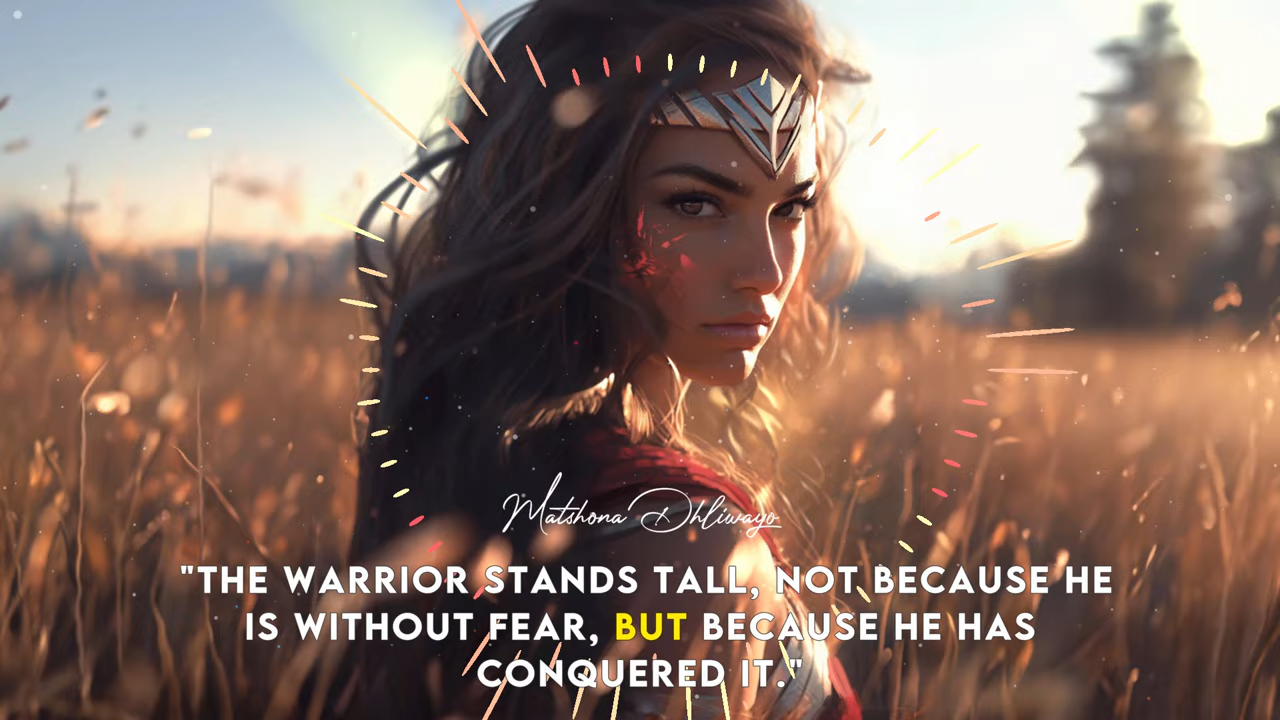 Matshona Dhliwayo
"THE WARRIOR STANDS TALL, NOT BECAUSE HE
IS WITHOUT FEAR, BUT BECAUSE HE HAS
CONQUERED IT."